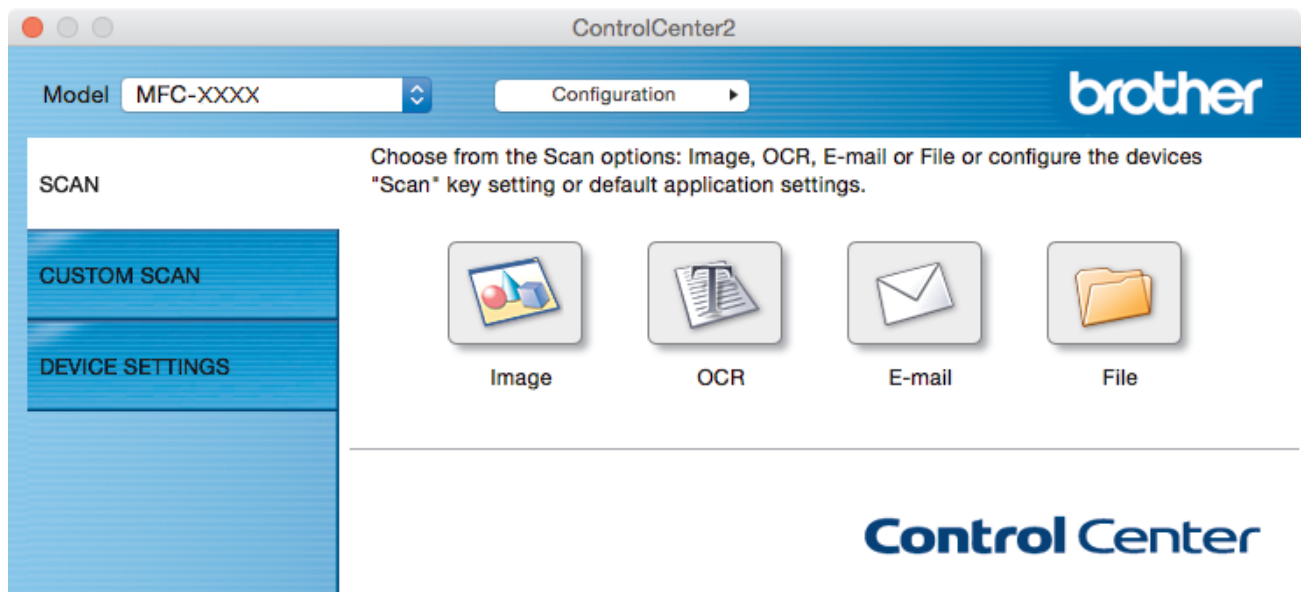 ControlCenter2
Model MFC-XXXX Configuration brother
SCAN
Choose from the Scan options: Image, OCR, E-mail or File or configure the devices
"Scan" key setting or default application settings.
CUSTOM SCAN
DEVICE SETTINGS
Image OCR E-mail File
Control Center